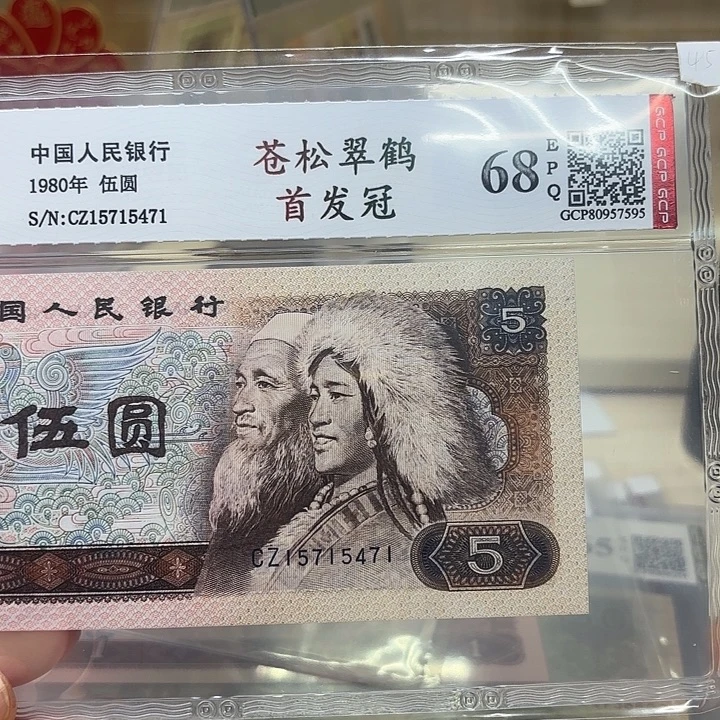 中国人民银行
1980年 伍圆
S/N:CZ15715471
苍松翠鹤
首发冠
68
EPQ
GCP80957595
GCP GCP GCP
国人民银行
5
伍圆
CZ15715471
5